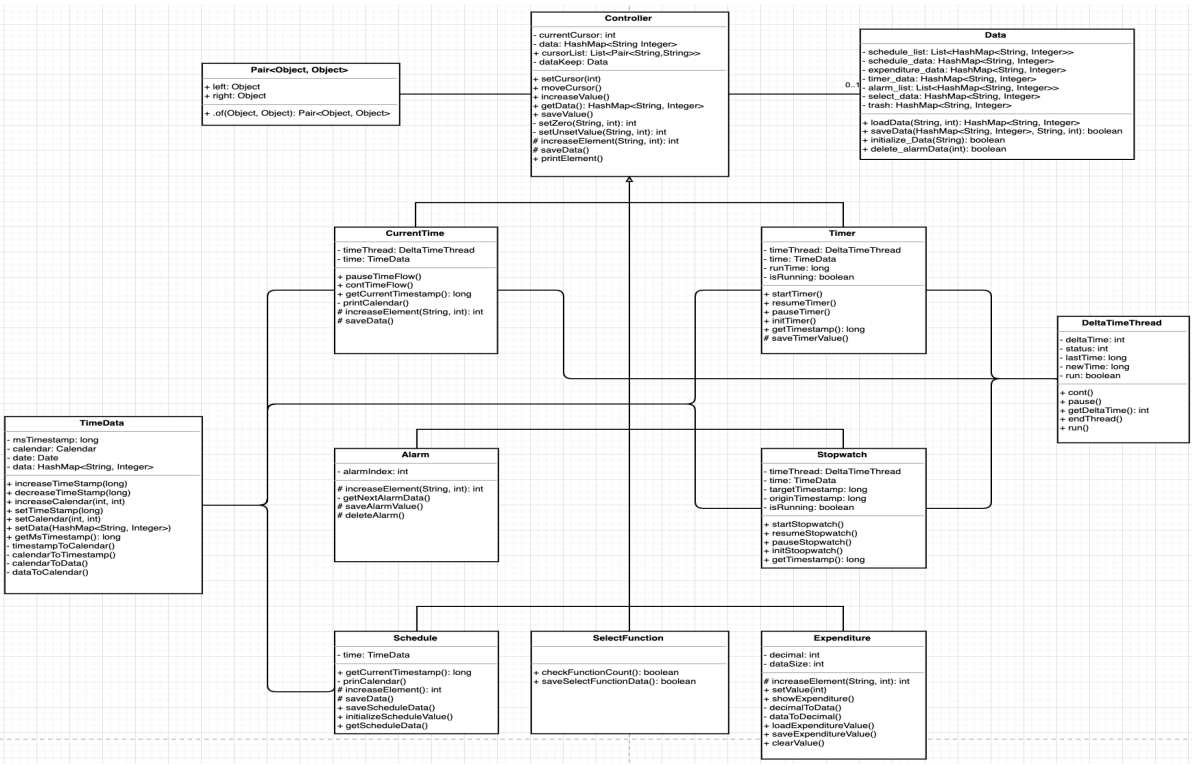 Controller
- currentCursor: int
- data: HashMap<String Integer>
+ cursorList: List<Pair<String,String>>
- dataKeep: Data
+ setCursor(int)
+ moveCursor()
+ increaseValue()
+ getData(): HashMap<String, Integer>
+ saveValue()
- setZero(String, int): int
- setUnsetValue(String, int): int
# increaseElement(String, int): int
# saveData()
+ printElement()
Data
- schedule_list: List<HashMap<String, Integer>>
- schedule_data: HashMap<String, Integer>
- expenditure_data: HashMap<String, Integer>
- timer_data: HashMap<String, Integer>
- alarm_list: List<HashMap<String, Integer>>
- select_data: HashMap<String, Integer>
- trash: HashMap<String, Integer>
+ loadData(String, int): HashMap<String, Integer>
+ saveData(HashMap<String, Integer>, String, int): boolean
+ initialize_Data(String): boolean
+ delete_alarmData(int): boolean
0..1
Pair<Object, Object>
+ left: Object
+ right: Object
+ .of(Object, Object): Pair<Object, Object>
CurrentTime
- timeThread: DeltaTimeThread
- time: TimeData
+ pauseTimeFlow()
+ contTimeFlow()
+ getCurrentTimestamp(): long
- printCalendar()
# increaseElement(String, int): int
# saveData()
Timer
- timeThread: DeltaTimeThread
- time: TimeData
- runTime: long
- isRunning: boolean
+ startTimer()
+ resumeTimer()
+ pauseTimer()
+ initTimer()
+ getTimestamp(): long
# saveTimerValue()
DeltaTimeThread
- deltaTime: int
- status: int
- lastTime: long
- newTime: long
- run: boolean
+ cont()
+ pause()
+ getDeltaTime(): int
+ endThread()
+ run()
TimeData
- msTimestamp: long
- calendar: Calendar
- date: Date
- data: HashMap<String, Integer>
+ increaseTimeStamp(long)
+ decreaseTimeStamp(long)
+ increaseCalendar(int, int)
+ setTimeStamp(long)
+ setCalendar(int, int)
+ setData(HashMap<String, Integer>)
+ getMsTimestamp(): long
- timestampToCalendar()
- calendarToTimestamp()
- calendarToData()
- dataToCalendar()
Alarm
- alarmIndex: int
# increaseElement(String, int): int
- getNextAlarmData()
# saveAlarmValue()
# deleteAlarm()
Stopwatch
- timeThread: DeltaTimeThread
- time: TimeData
- targetTimestamp: long
- originTimestamp: long
- isRunning: boolean
+ startStopwatch()
+ resumeStopwatch()
+ pauseStopwatch()
+ initStoopwatch()
+ getTimestamp(): long
Schedule
- time: TimeData
+ getCurrentTimestamp(): long
- prinCalendar()
# increaseElement(): int
# saveData()
+ saveScheduleData()
+ initializeScheduleValue()
+ getScheduleData()
SelectFunction
+ checkFunctionCount(): boolean
+ saveSelectFunctionData(): boolean
Expenditure
- decimal: int
- dataSize: int
# increaseElement(String, int): int
+ setValue(int)
+ showExpenditure()
- decimalToData()
- dataToDecimal()
+ loadExpenditureValue()
+ saveExpenditureValue()
+ clearValue()